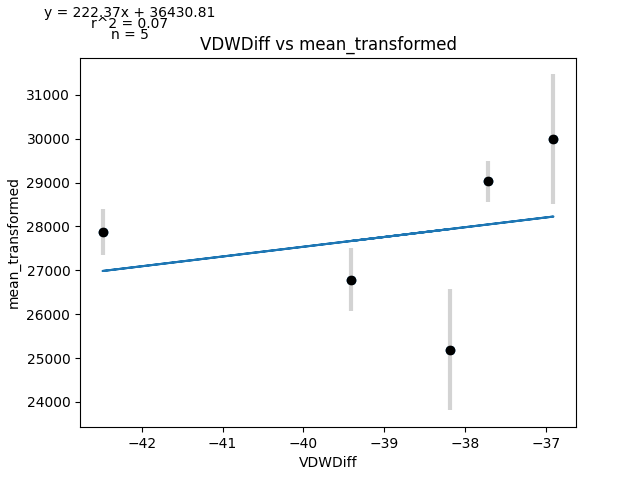 y = 222.37x + 36430.81
r^2 = 0.07
n = 5
VDWDiff vs mean_transformed
31000
30000
29000
28000
27000
26000
25000
24000
mean_transformed
−42
−41
−40
−39
−38
−37
VDWDiff